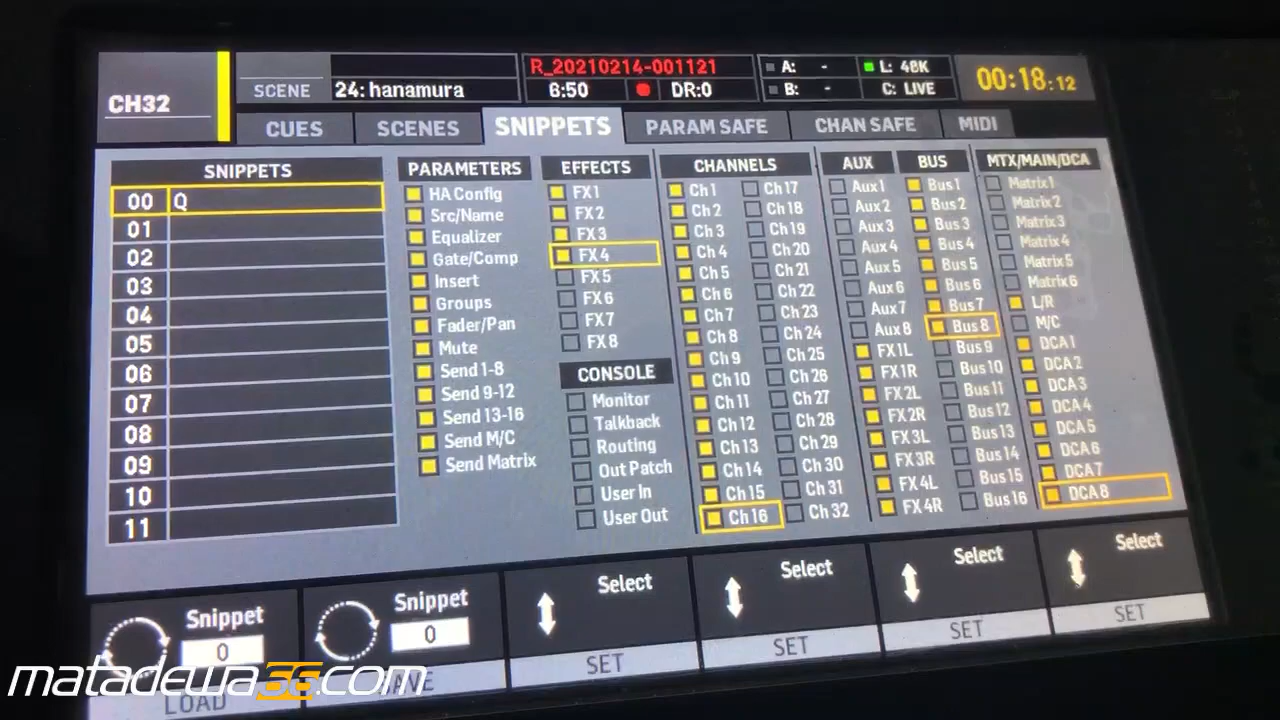 CH32
SCENE
24: hanamura
R_20210214-001121
6:50
DR:0
A: -
B: -
L: 48K
C: LIVE
00:18:12
CUES
SCENES
SNIPPETS
PARAM SAFE
CHAN SAFE
MIDI
SNIPPETS
00 Q
01
02
03
04
05
06
07
08
09
10
11
PARAMETERS
HA Config
Src/Name
Equalizer
Gate/Comp
Insert
Groups
Fader/Pan
Mute
Send 1-8
Send 9-12
Send 13-16
Send M/C
Send Matrix
EFFECTS
FX1
FX2
FX3
FX4
FX5
FX6
FX7
FX8
CONSOLE
Monitor
Talkback
Routing
Out Patch
User In
User Out
CHANNELS
Ch1 Ch17
Ch2 Ch18
Ch3 Ch19
Ch4 Ch20
Ch5 Ch21
Ch6 Ch22
Ch7 Ch23
Ch8 Ch24
Ch9 Ch25
Ch10 Ch26
Ch11 Ch27
Ch12 Ch28
Ch13 Ch29
Ch14 Ch30
Ch15 Ch31
Ch16 Ch32
AUX
Aux1
Aux2
Aux3
Aux4
Aux5
Aux6
Aux7
Aux8
FX1L
FX1R
FX2L
FX2R
FX3L
FX3R
FX4L
FX4R
BUS
Bus1
Bus2
Bus3
Bus4
Bus5
Bus6
Bus7
Bus8
Bus9
Bus10
Bus11
Bus12
Bus13
Bus14
Bus15
Bus16
MTX/MAIN/DCA
Matrix1
Matrix2
Matrix3
Matrix4
Matrix5
Matrix6
L/R
M/C
DCA1
DCA2
DCA3
DCA4
DCA5
DCA6
DCA7
DCA8
Snippet
0
LOAD
Snippet
0
Select
SET
Select
SET
Select
SET
Select
SET
matadewa36.com